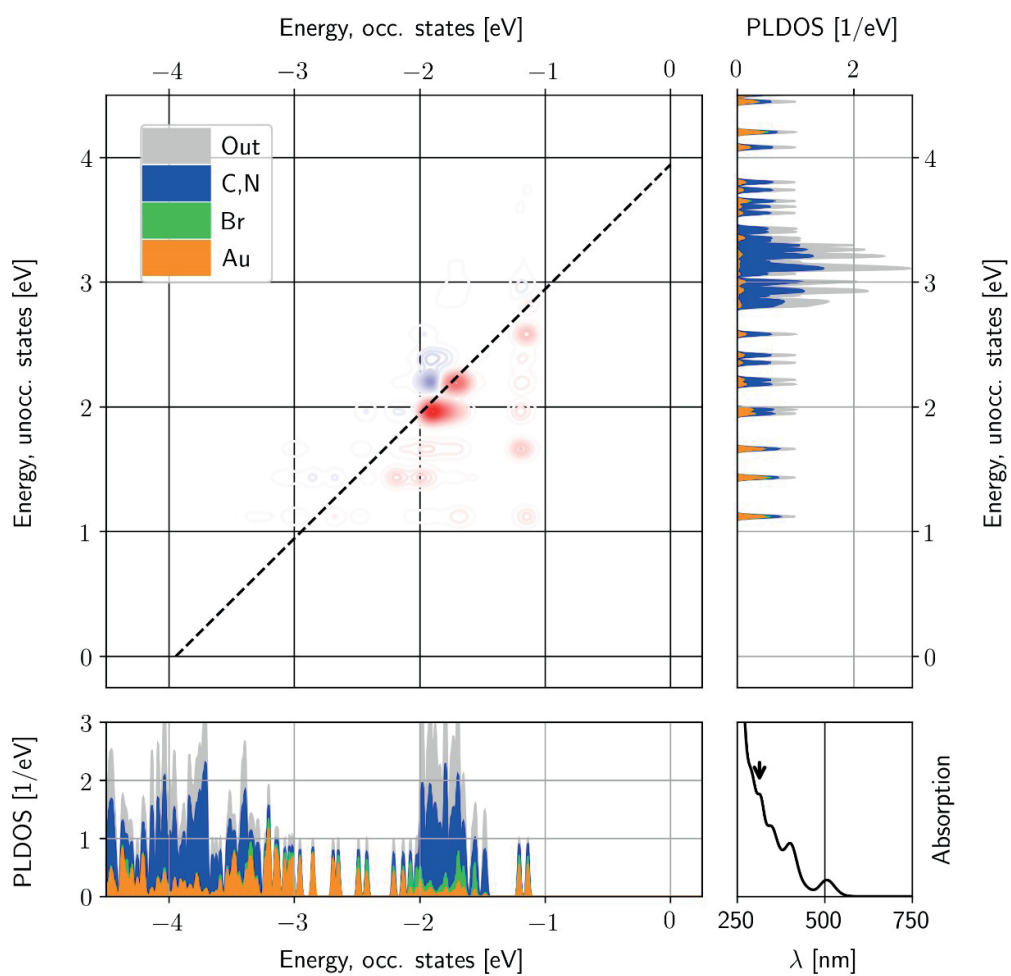 Energy, occ. states [eV]
−4 −3 −2 −1 0
PLDOS [1/eV]
0 2
Out
C,N
Br
Au
Energy, unocc. states [eV]
4
3
2
1
0
4
3
2
1
0
Energy, unocc. states [eV]
PLDOS [1/eV]
3
2
1
0
−4 −3 −2 −1 0
Energy, occ. states [eV]
250 500 750
λ [nm]
Absorption